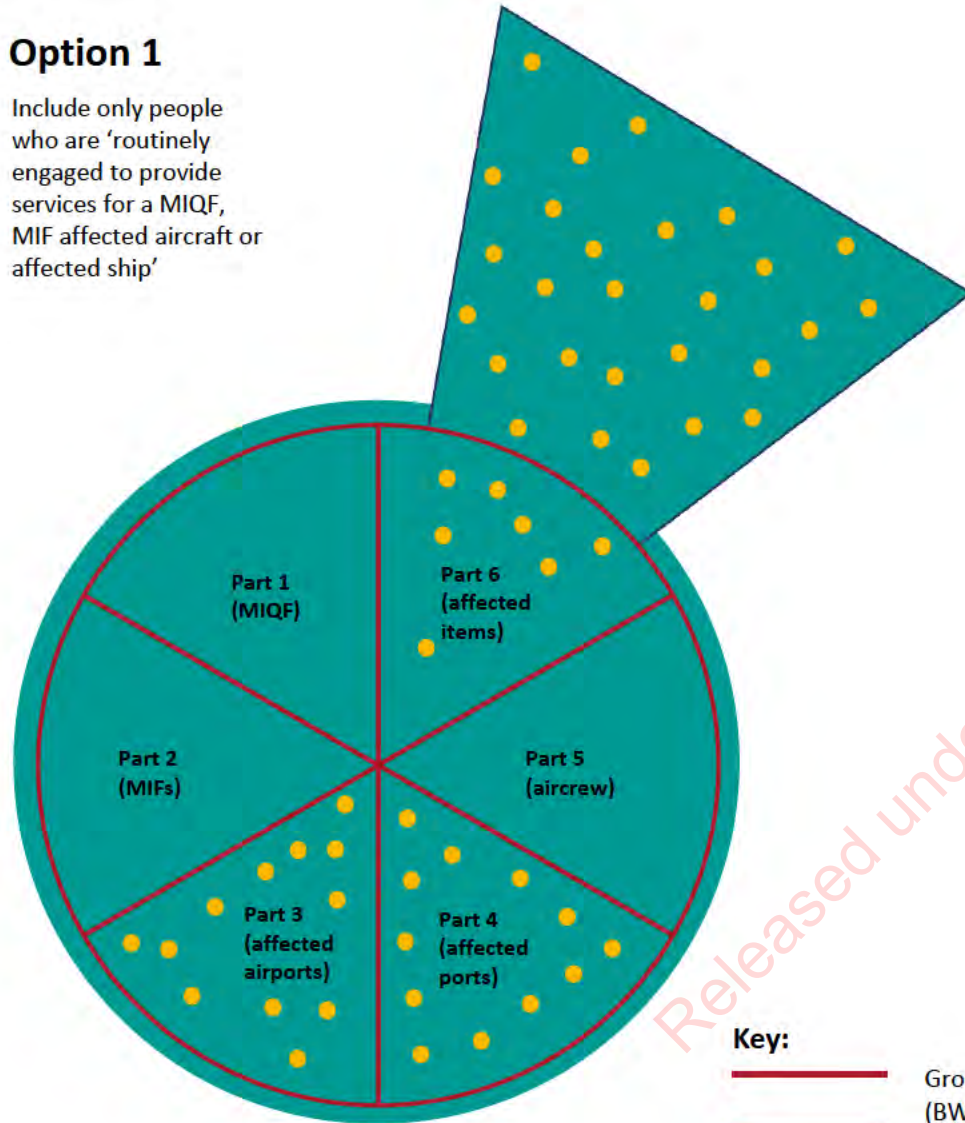 Option 1
Include only people
who are ‘routinely
engaged to provide
services for a MIQF,
MIF affected aircraft or
affected ship’
Part 1
(MIQF)
Part 6
(affected
items)
Part 2
(MIFs)
Part 5
(aircrew)
Part 3
(affected
airports)
Part 4
(affected
ports)
Released unde
Key:
Gro
(BW